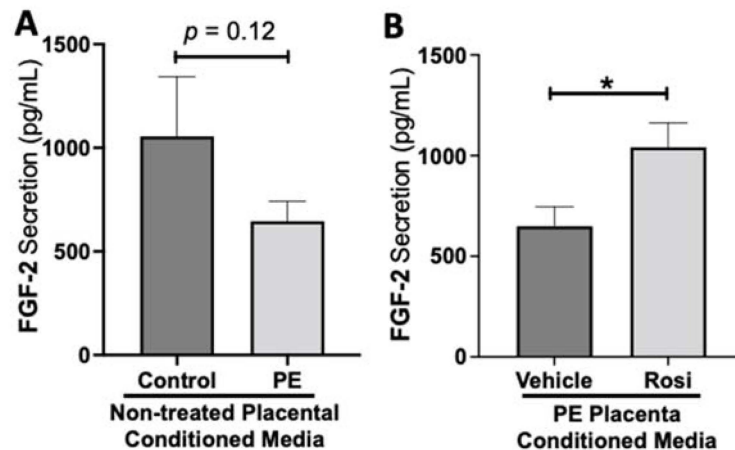 A
p = 0.12
FGF-2 Secretion (pg/mL)
1500
1000
500
0
Control PE
Non-treated Placental
Conditioned Media
B
*
FGF-2 Secretion (pg/mL)
1500
1000
500
0
Vehicle Rosi
PE Placenta
Conditioned Media